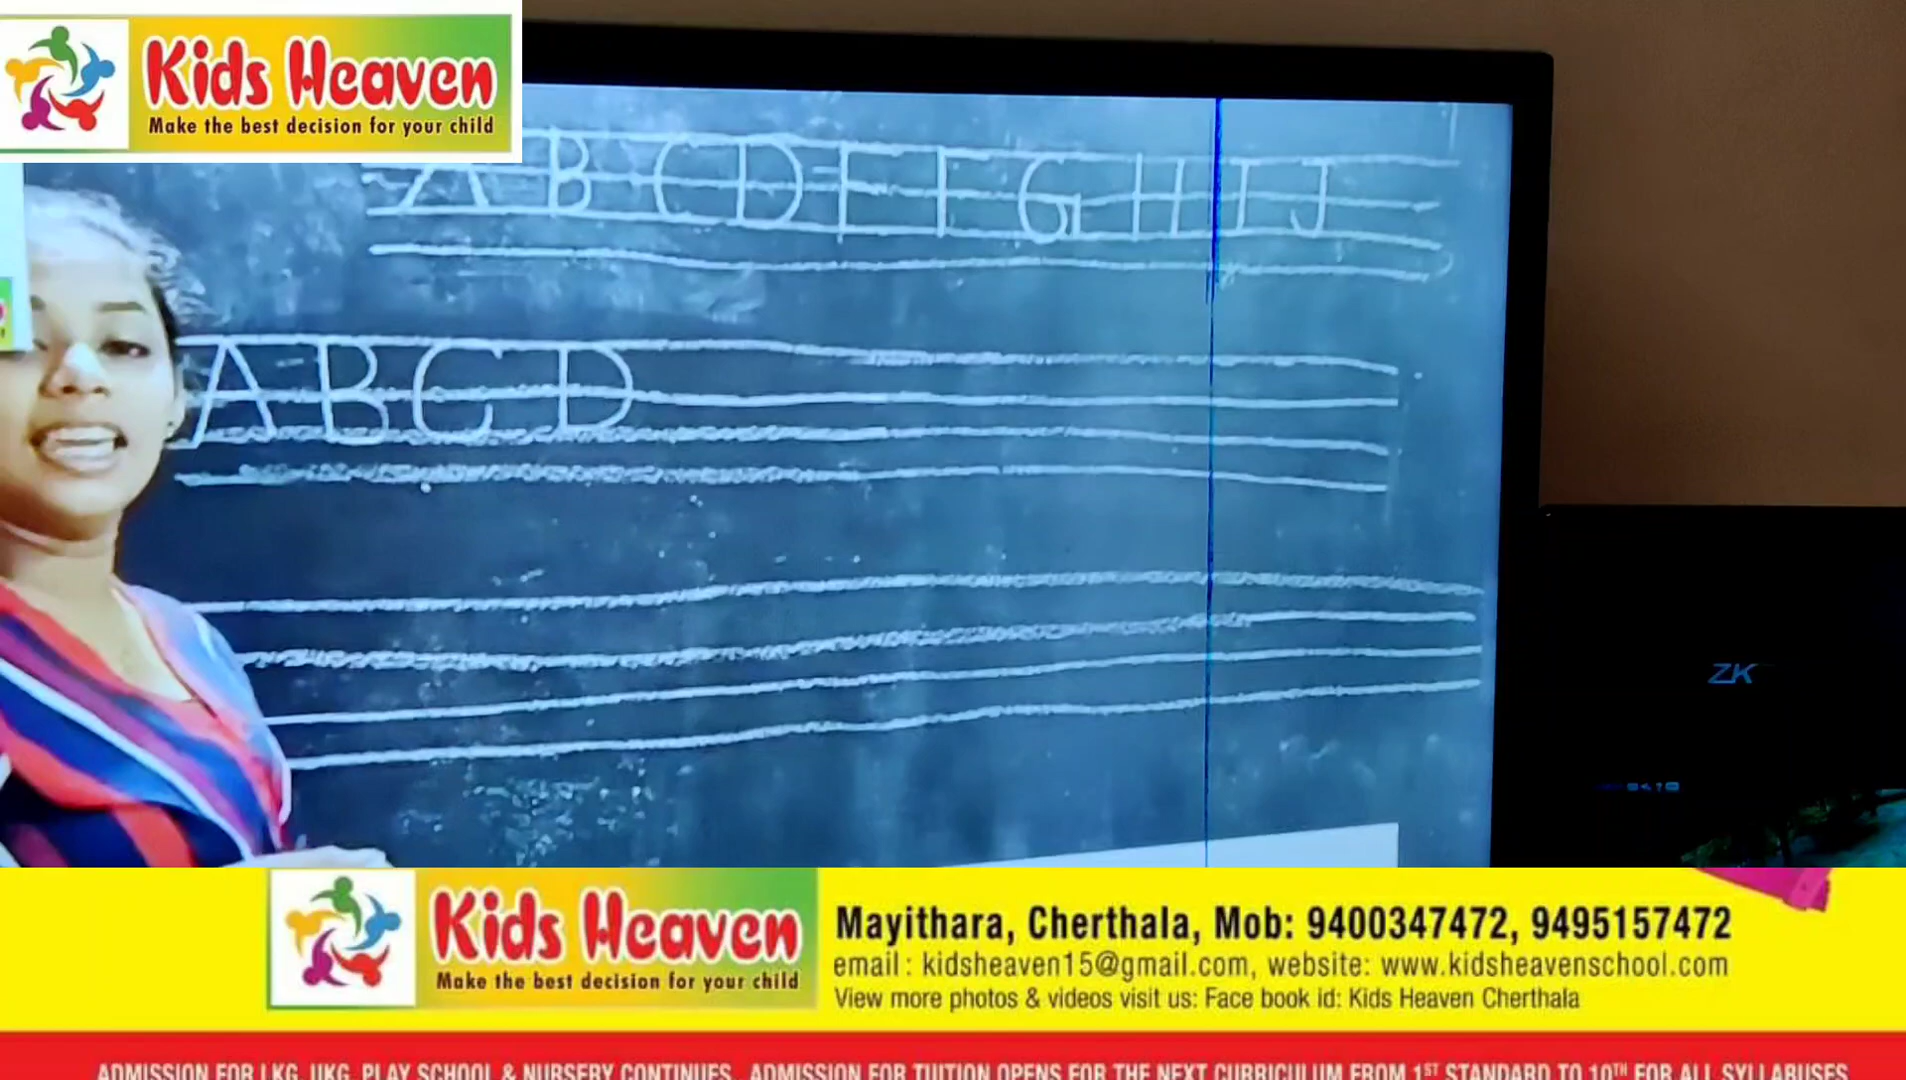 Kids Heaven
Make the best decision for your child
A B C D E F G H I J
A B C D
ZK
Kids Heaven
Make the best decision for your child
Mayithara, Cherthala, Mob: 9400347472, 9495157472
email : kidsheaven15@gmail.com, website: www.kidsheavenschool.com
View more photos & videos visit us: Face book id: Kids Heaven Cherthala
ADMISSION FOR LKG, UKG, PLAY SCHOOL & NURSERY CONTINUES. ADMISSION FOR TUITION OPENS FOR THE NEXT CURRICULUM FROM 1ST STANDARD TO 10TH FOR ALL SYLLABUSES